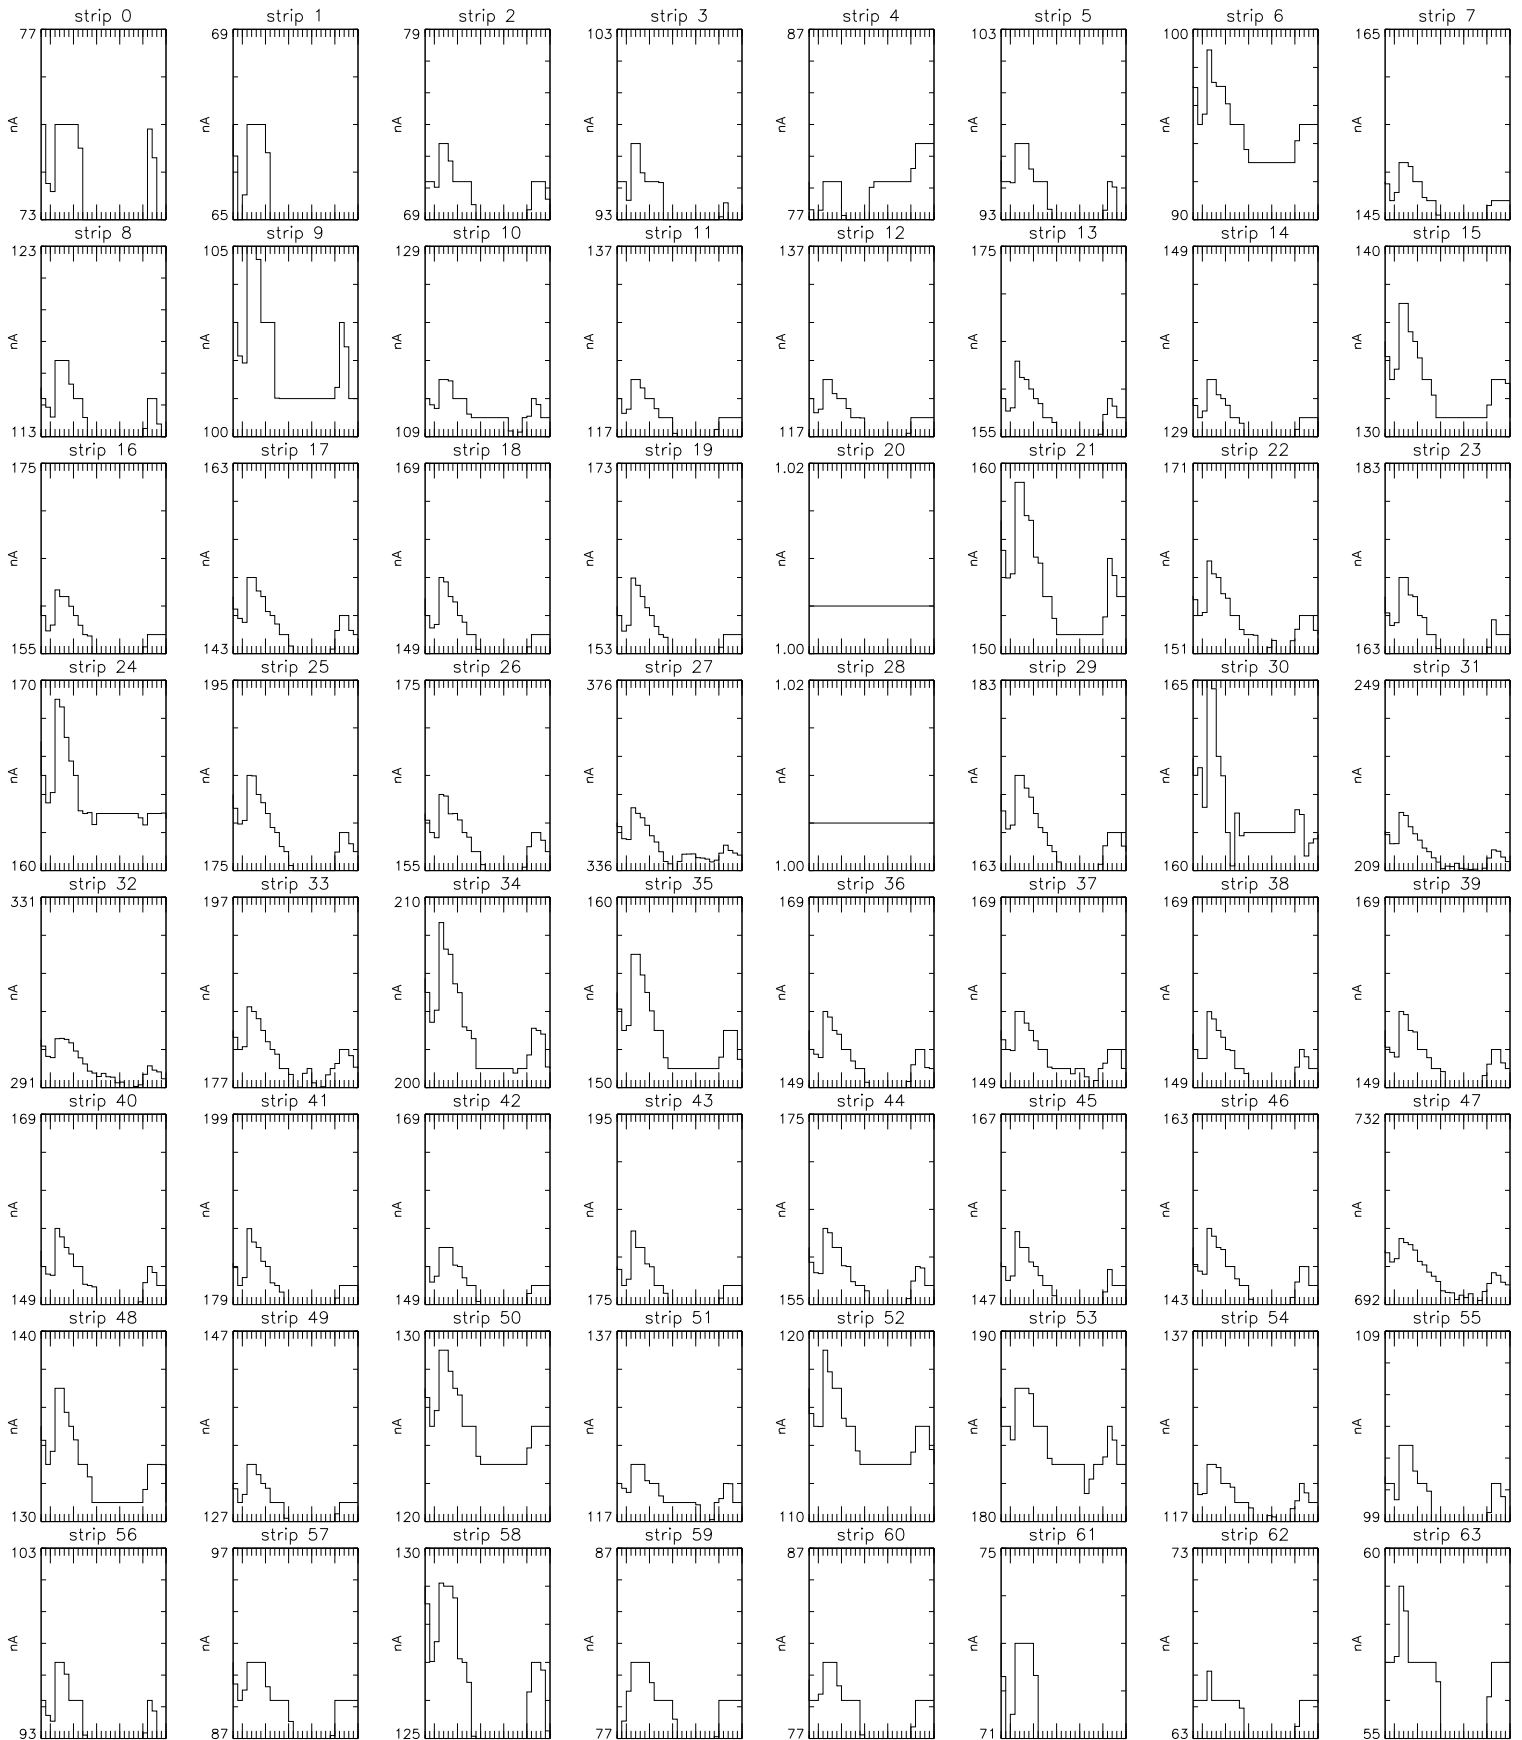 strip 0 strip 1 strip 2 strip 3 strip 4 strip 5 strip 6 strip 7
77 69 79 103 87 103 100 165
nA nA nA nA nA nA nA nA
73 65 69 93 77 93 90 145
strip 8 strip 9 strip 10 strip 11 strip 12 strip 13 strip 14 strip 15
123 105 129 137 137 175 149 140
nA nA nA nA nA nA nA nA
113 100 109 117 117 155 129 130
strip 16 strip 17 strip 18 strip 19 strip 20 strip 21 strip 22 strip 23
175 163 169 173 1.02 160 171 183
nA nA nA nA nA nA nA nA
155 143 149 153 1.00 150 151 163
strip 24 strip 25 strip 26 strip 27 strip 28 strip 29 strip 30 strip 31
170 195 175 376 1.02 183 165 249
nA nA nA nA nA nA nA nA
160 175 155 336 1.00 163 160 209
strip 32 strip 33 strip 34 strip 35 strip 36 strip 37 strip 38 strip 39
331 197 210 160 169 169 169 169
nA nA nA nA nA nA nA nA
291 177 200 150 149 149 149 149
strip 40 strip 41 strip 42 strip 43 strip 44 strip 45 strip 46 strip 47
169 199 169 195 175 167 163 732
nA nA nA nA nA nA nA nA
149 179 149 175 155 147 143 692
strip 48 strip 49 strip 50 strip 51 strip 52 strip 53 strip 54 strip 55
140 147 130 137 120 190 137 109
nA nA nA nA nA nA nA nA
130 127 120 117 110 180 117 99
strip 56 strip 57 strip 58 strip 59 strip 60 strip 61 strip 62 strip 63
103 97 130 87 87 75 73 60
nA nA nA nA nA nA nA nA
93 87 125 77 77 71 63 55